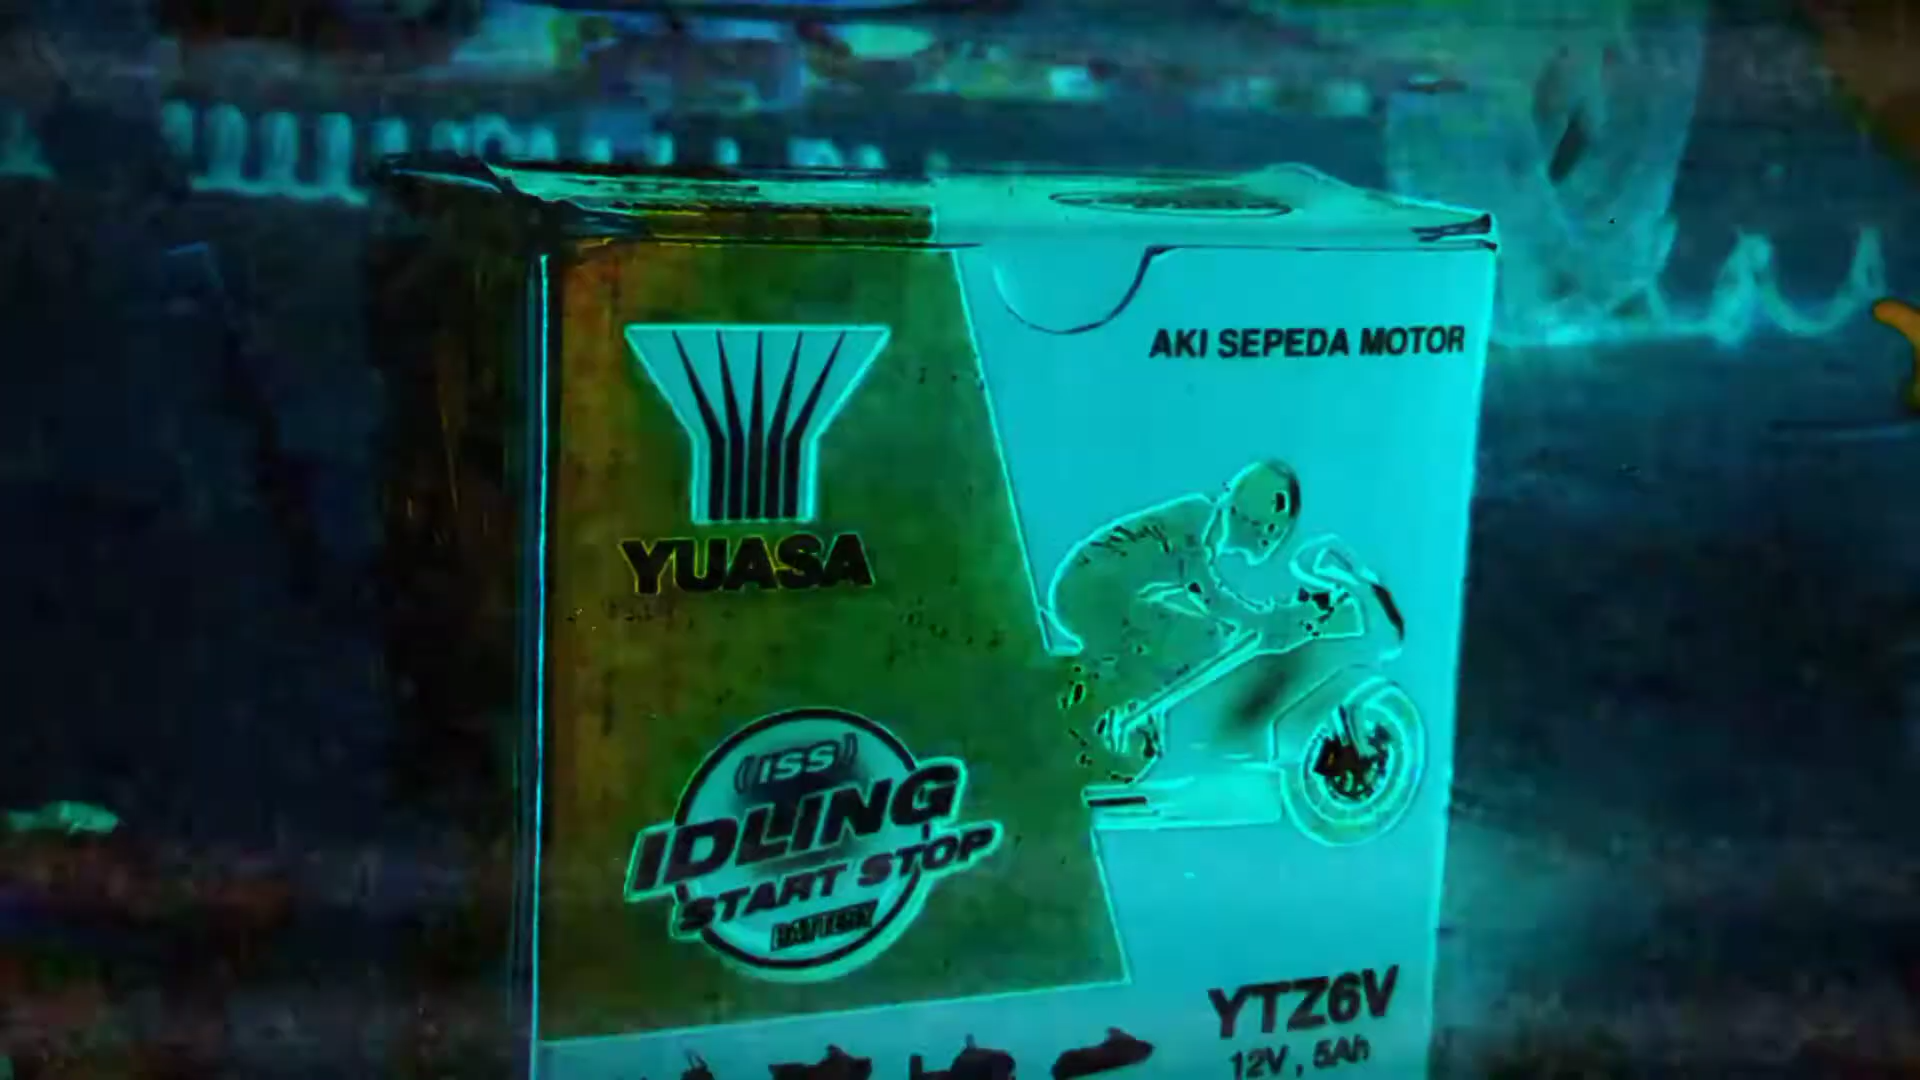 AKI SEPEDA MOTOR
YUASA
ISS
IDLING
START STOP
BATTERY
YTZ6V
12V, 5Ah